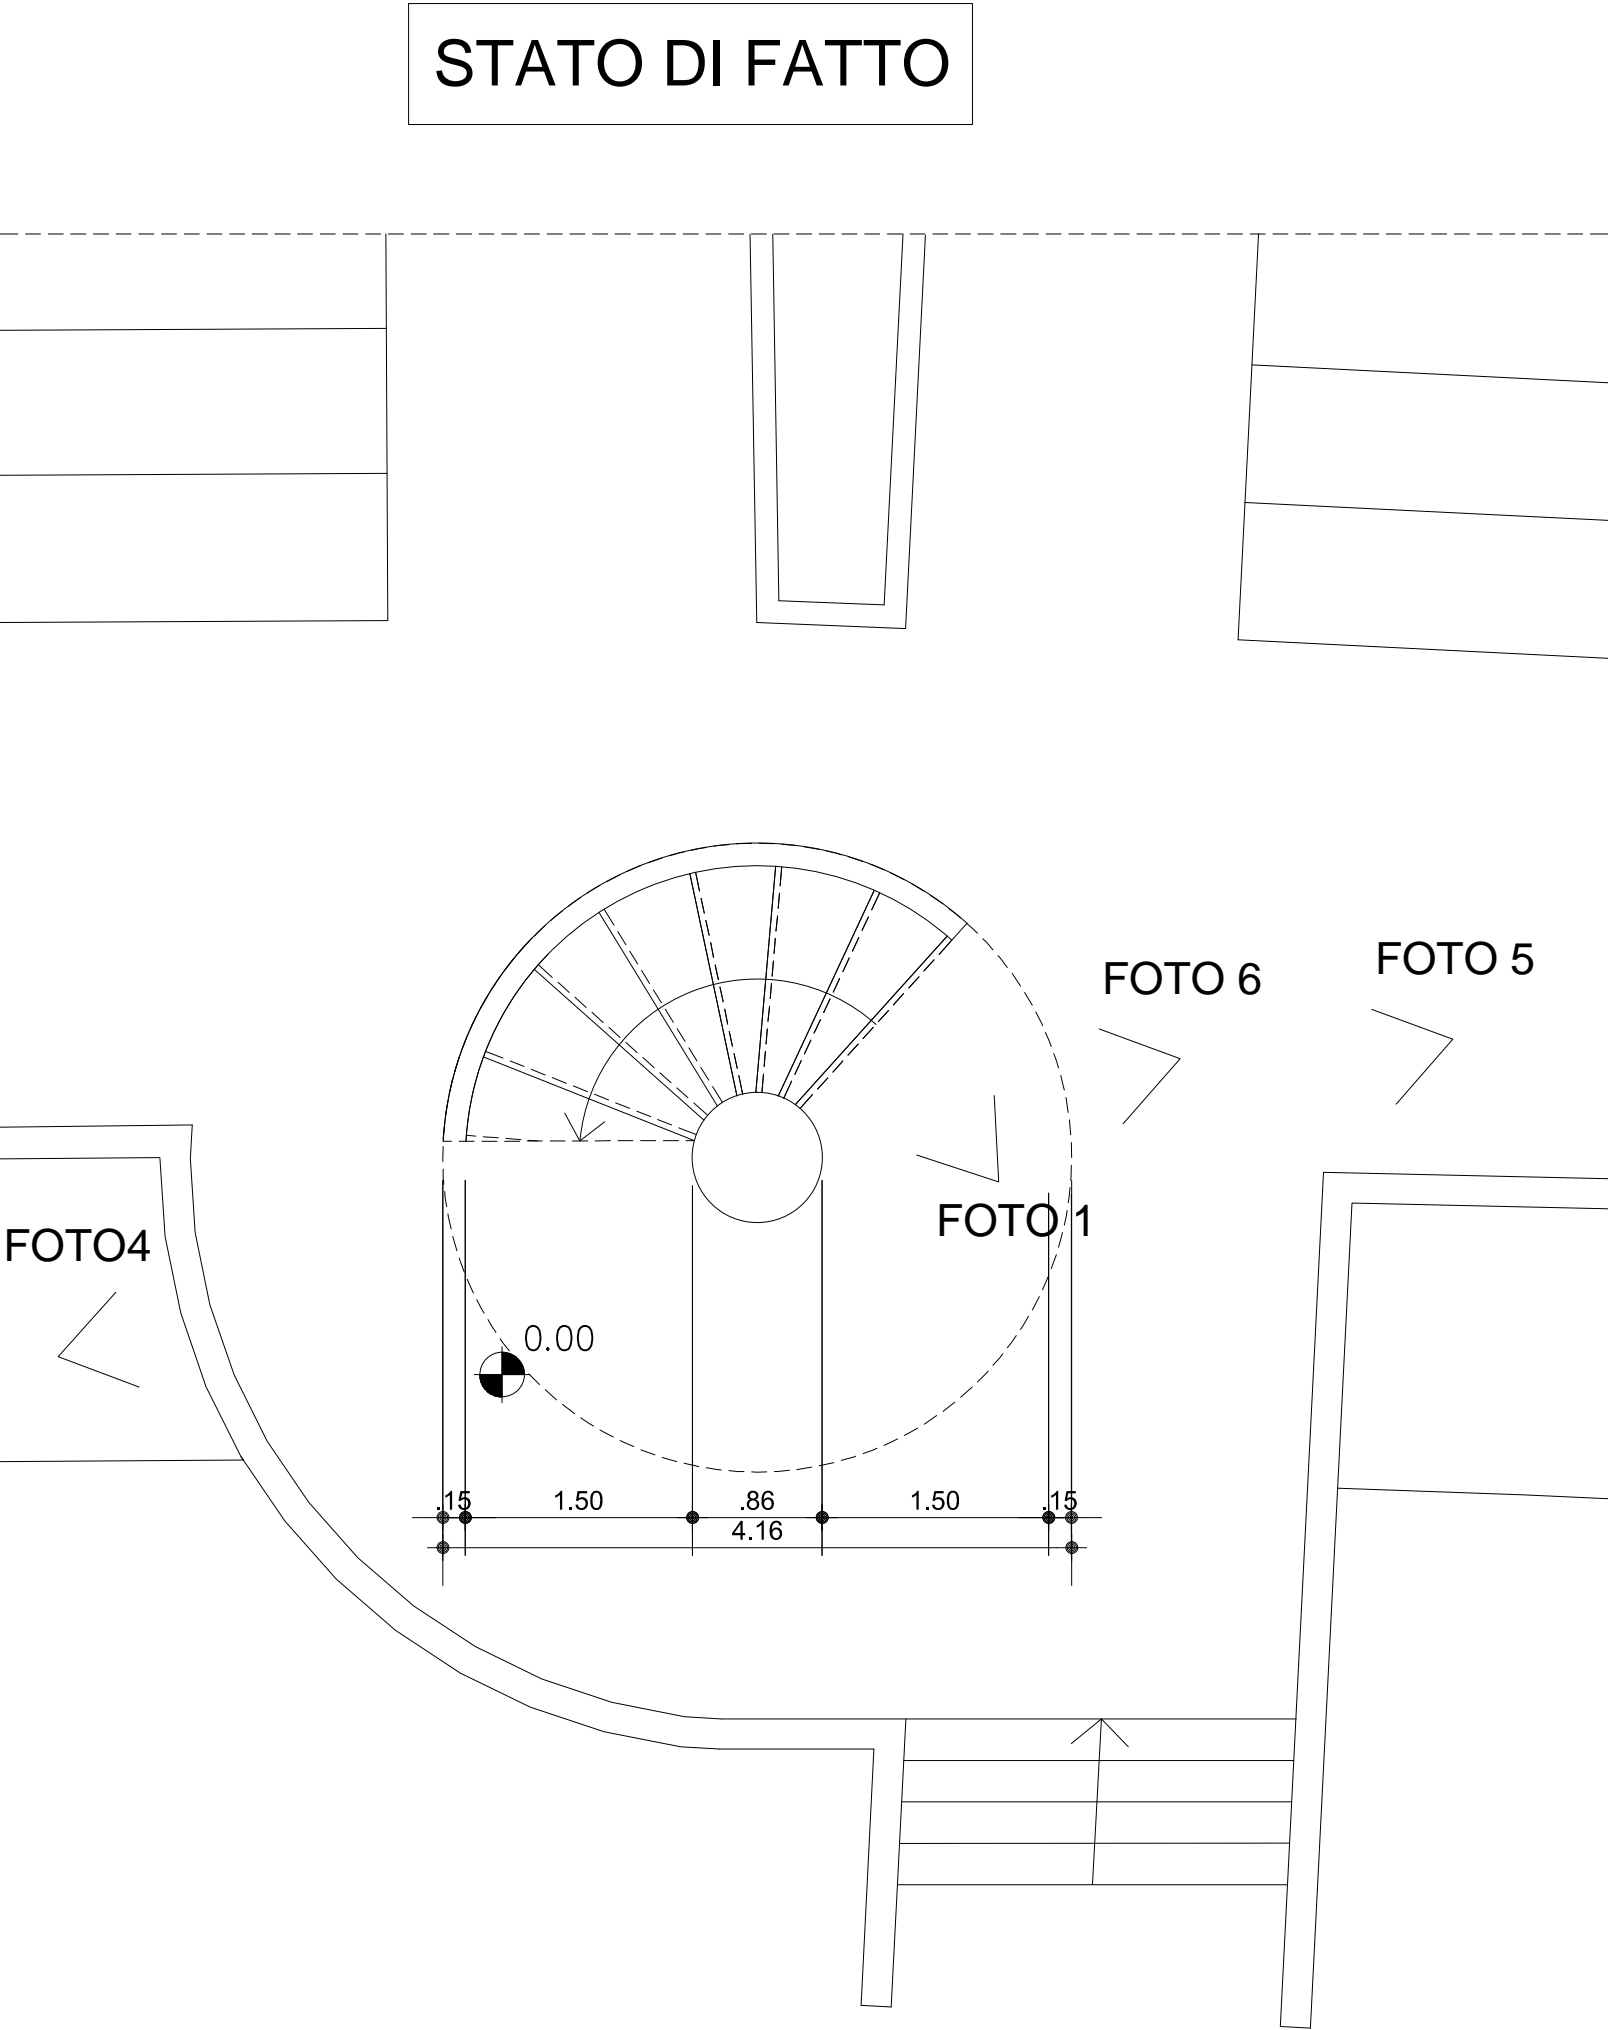 STATO DI FATTO
FOTO 5
FOTO 6
FOTO 1
FOTO4
0.00
.15 1.50 .86 1.50 .15
4.16